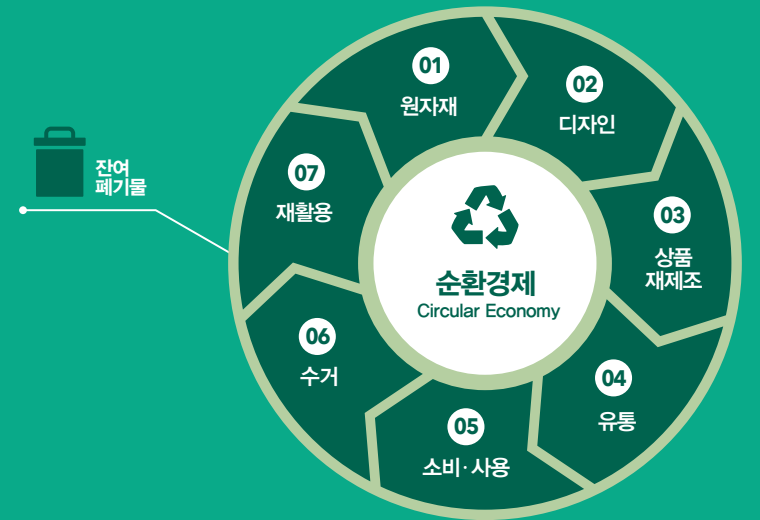 01
원자재
02
디자인
03
상품
재제조
04
유통
05
소비·사용
06
수거
07
재활용
잔여
폐기물
순환경제
Circular Economy